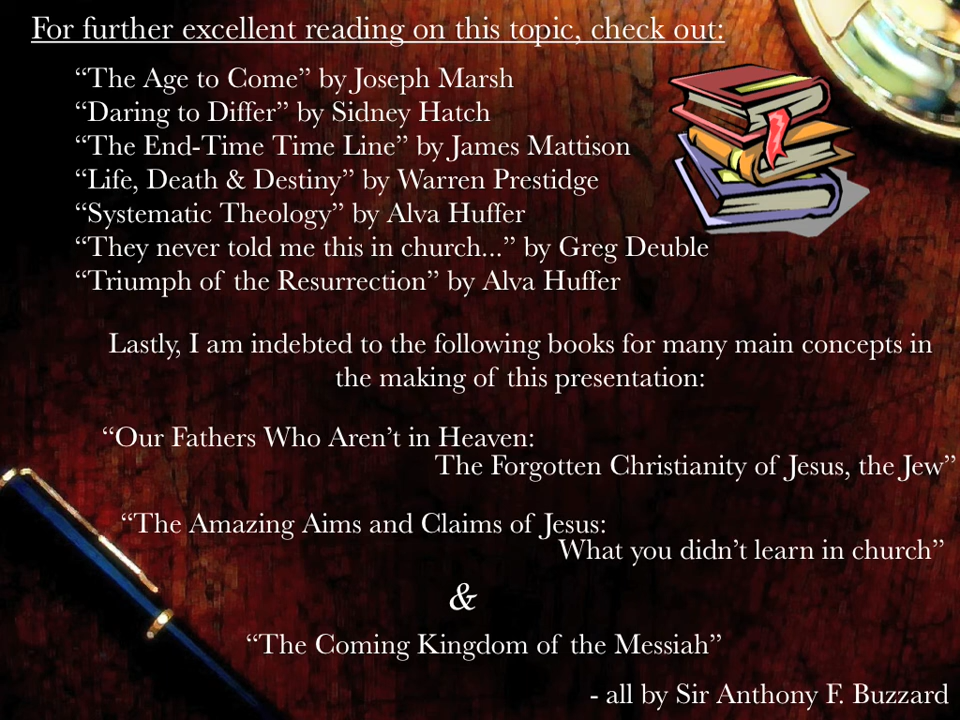 For further excellent reading on this topic, check out:
“The Age to Come” by Joseph Marsh
“Daring to Differ” by Sidney Hatch
“The End-Time Time Line” by James Mattison
“Life, Death & Destiny” by Warren Prestidge
“Systematic Theology” by Alva Huffer
“They never told me this in church...” by Greg Deuble
“Triumph of the Resurrection” by Alva Huffer
Lastly, I am indebted to the following books for many main concepts in
the making of this presentation:
“Our Fathers Who Aren’t in Heaven:
The Forgotten Christianity of Jesus, the Jew”
“The Amazing Aims and Claims of Jesus:
What you didn’t learn in church”
&
“The Coming Kingdom of the Messiah”
- all by Sir Anthony F. Buzzard